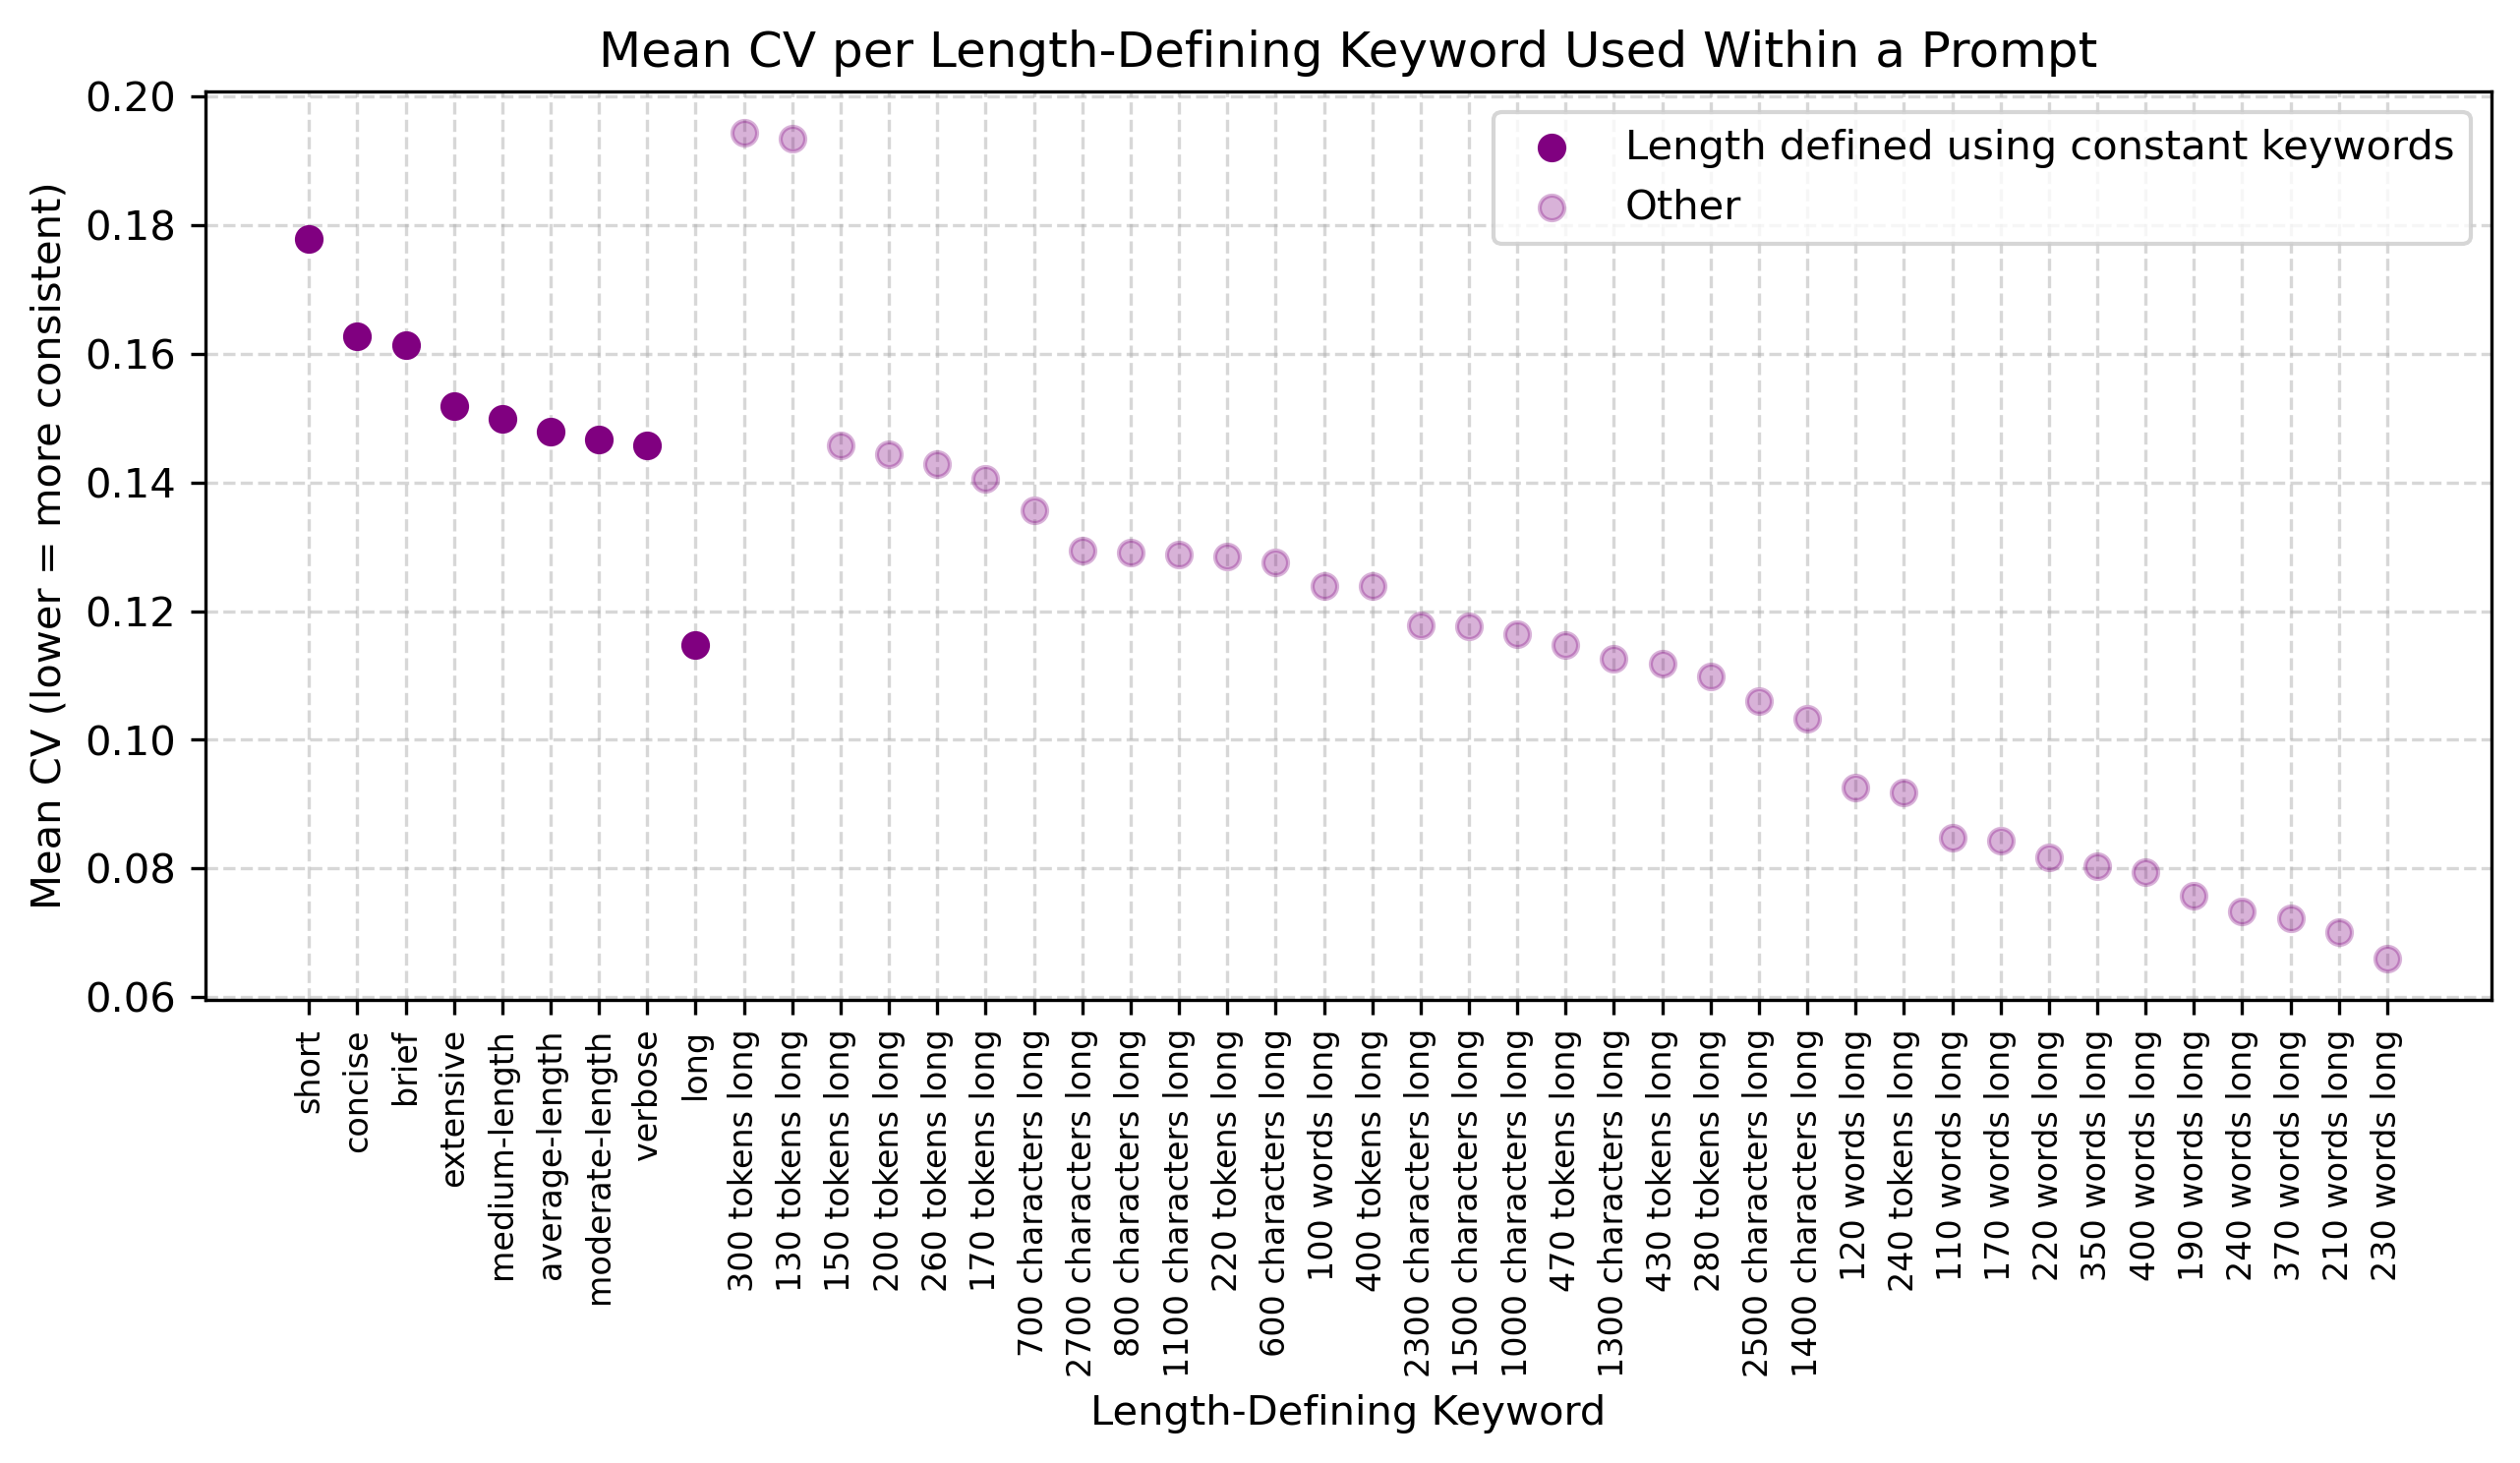 Mean CV per Length-Defining Keyword Used Within a Prompt
Mean CV (lower = more consistent)
0.20
0.18
0.16
0.14
0.12
0.10
0.08
0.06
Length defined using constant keywords
Other
short
concise
brief
extensive
medium-length
average-length
moderate-length
verbose
long
300 tokens long
130 tokens long
150 tokens long
200 tokens long
260 tokens long
170 tokens long
700 characters long
2700 characters long
800 characters long
1100 characters long
220 tokens long
600 characters long
100 words long
400 tokens long
2300 characters long
1500 characters long
1000 characters long
470 tokens long
1300 characters long
430 tokens long
280 tokens long
2500 characters long
1400 characters long
120 words long
240 tokens long
110 words long
170 words long
220 words long
350 words long
400 words long
190 words long
240 words long
370 words long
210 words long
230 words long
Length-Defining Keyword